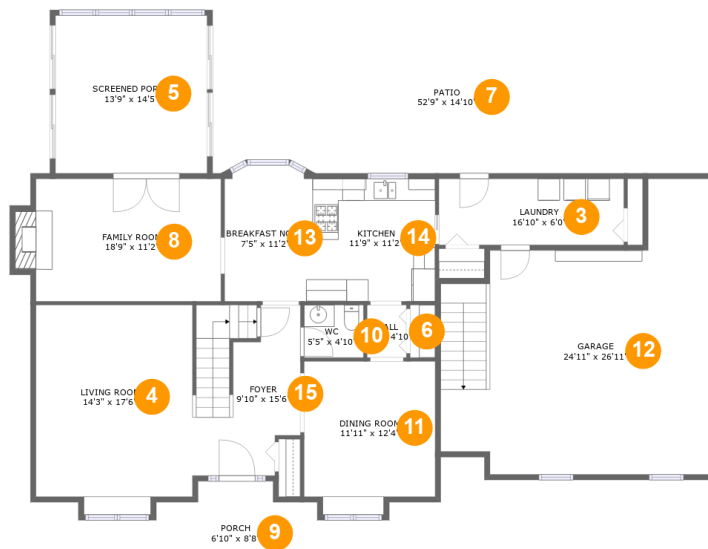 SCREENED POR
13'9" x 14'5
5
PATIO
52'9" x 14'10
7
LAUNDRY
16'10" x 6'0
3
FAMILY ROOM
18'9" x 11'2
8
BREAKFAST NO
7'5" x 11'2
13
KITCHEN
11'9" x 11'2
14
WC
5'5" x 4'10
10
ALL
4'10
6
GARAGE
24'11" x 26'11"
12
LIVING ROOM
14'3" x 17'6
4
FOYER
9'10" x 15'6
15
DINING ROOM
11'11" x 12'4
11
PORCH
6'10" x 8'8
9